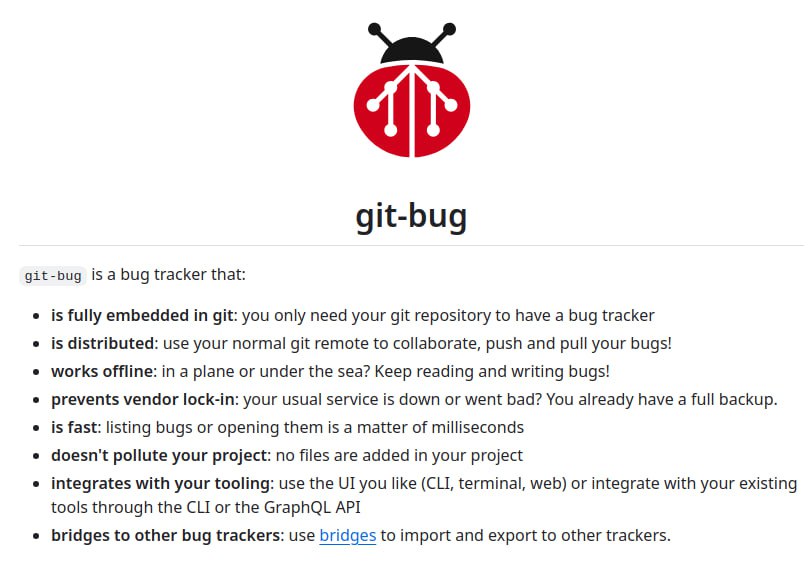 git-bug
git-bug is a bug tracker that:
• is fully embedded in git: you only need your git repository to have a bug tracker
• is distributed: use your normal git remote to collaborate, push and pull your bugs!
• works offline: in a plane or under the sea? Keep reading and writing bugs!
• prevents vendor lock-in: your usual service is down or went bad? You already have a full backup.
• is fast: listing bugs or opening them is a matter of milliseconds
• doesn't pollute your project: no files are added in your project
• integrates with your tooling: use the UI you like (CLI, terminal, web) or integrate with your existing
tools through the CLI or the GraphQL API
• bridges to other bug trackers: use bridges to import and export to other trackers.